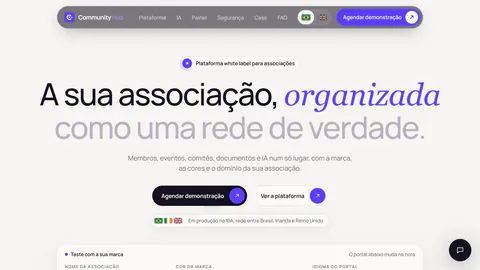 Community Hub Plataforma IA Painel Segurança Case FAQ Agendar demonstração
Plataforma white label para associações
A sua associação, organizada
como uma rede de verdade.
Membros, eventos, comitês, documentos e IA num só lugar, com a marca,
as cores e o domínio da sua associação.
Agendar demonstração Ver a plataforma
Em produção na IBA, rede entre Brasil, Irlanda e Reino Unido
Teste com a sua marca O portal abaixo muda na hora
NOME DA ASSOCIAÇÃO COR DA MARCA IDIOMA DO PORTAL